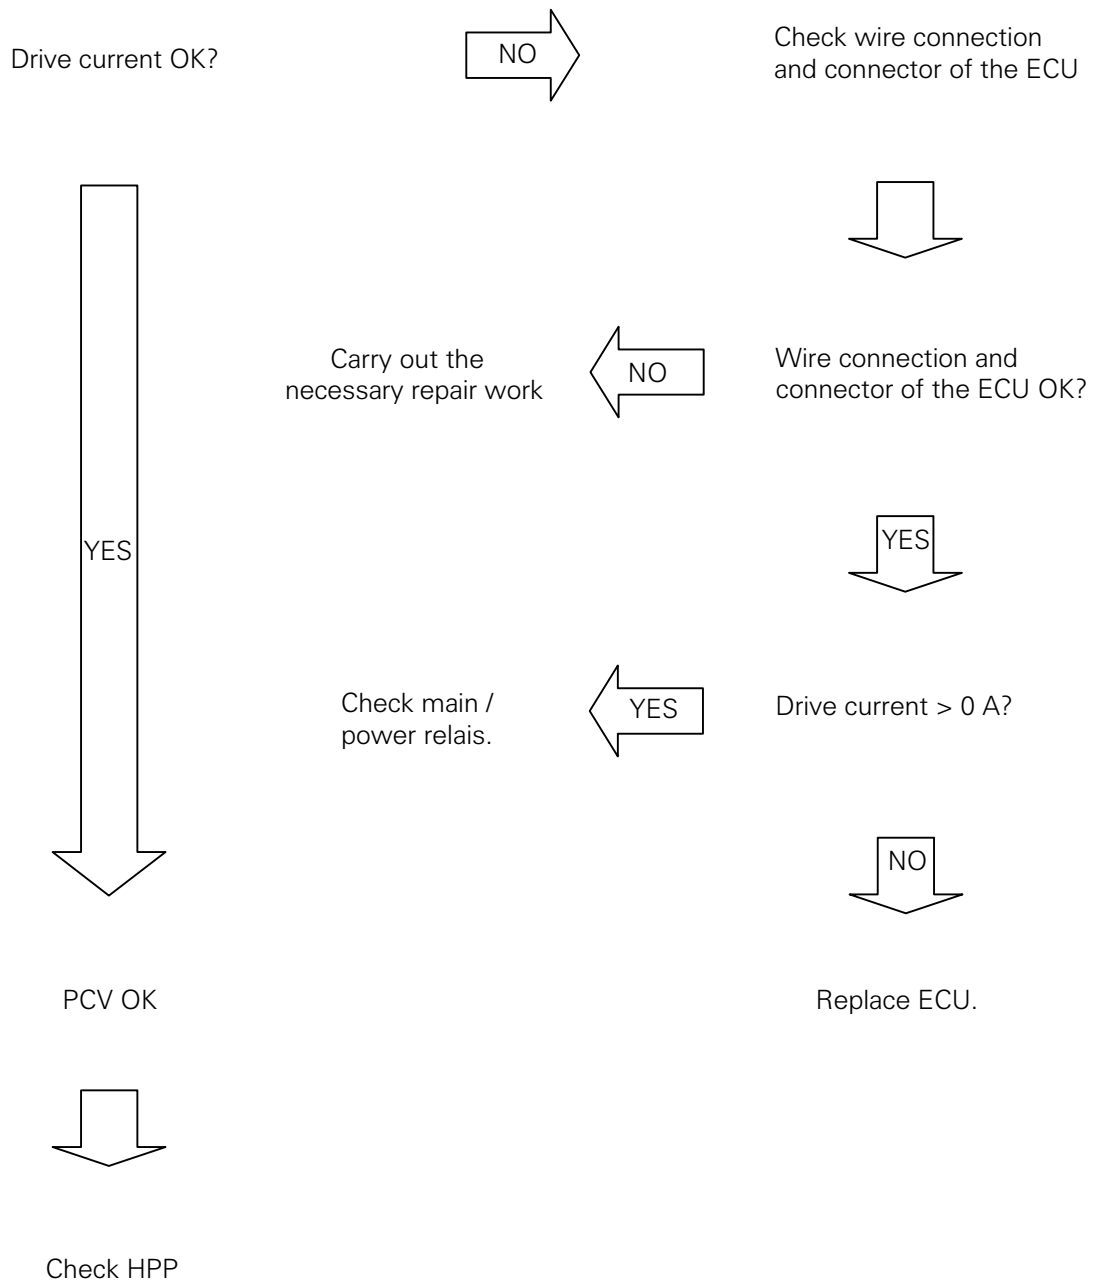 Drive current OK?
NO
Check wire connection
and connector of the ECU
Carry out the
necessary repair work
NO
Wire connection and
connector of the ECU OK?
YES
YES
Check main /
power relais.
YES
Drive current > 0 A?
NO
PCV OK
Replace ECU.
Check HPP